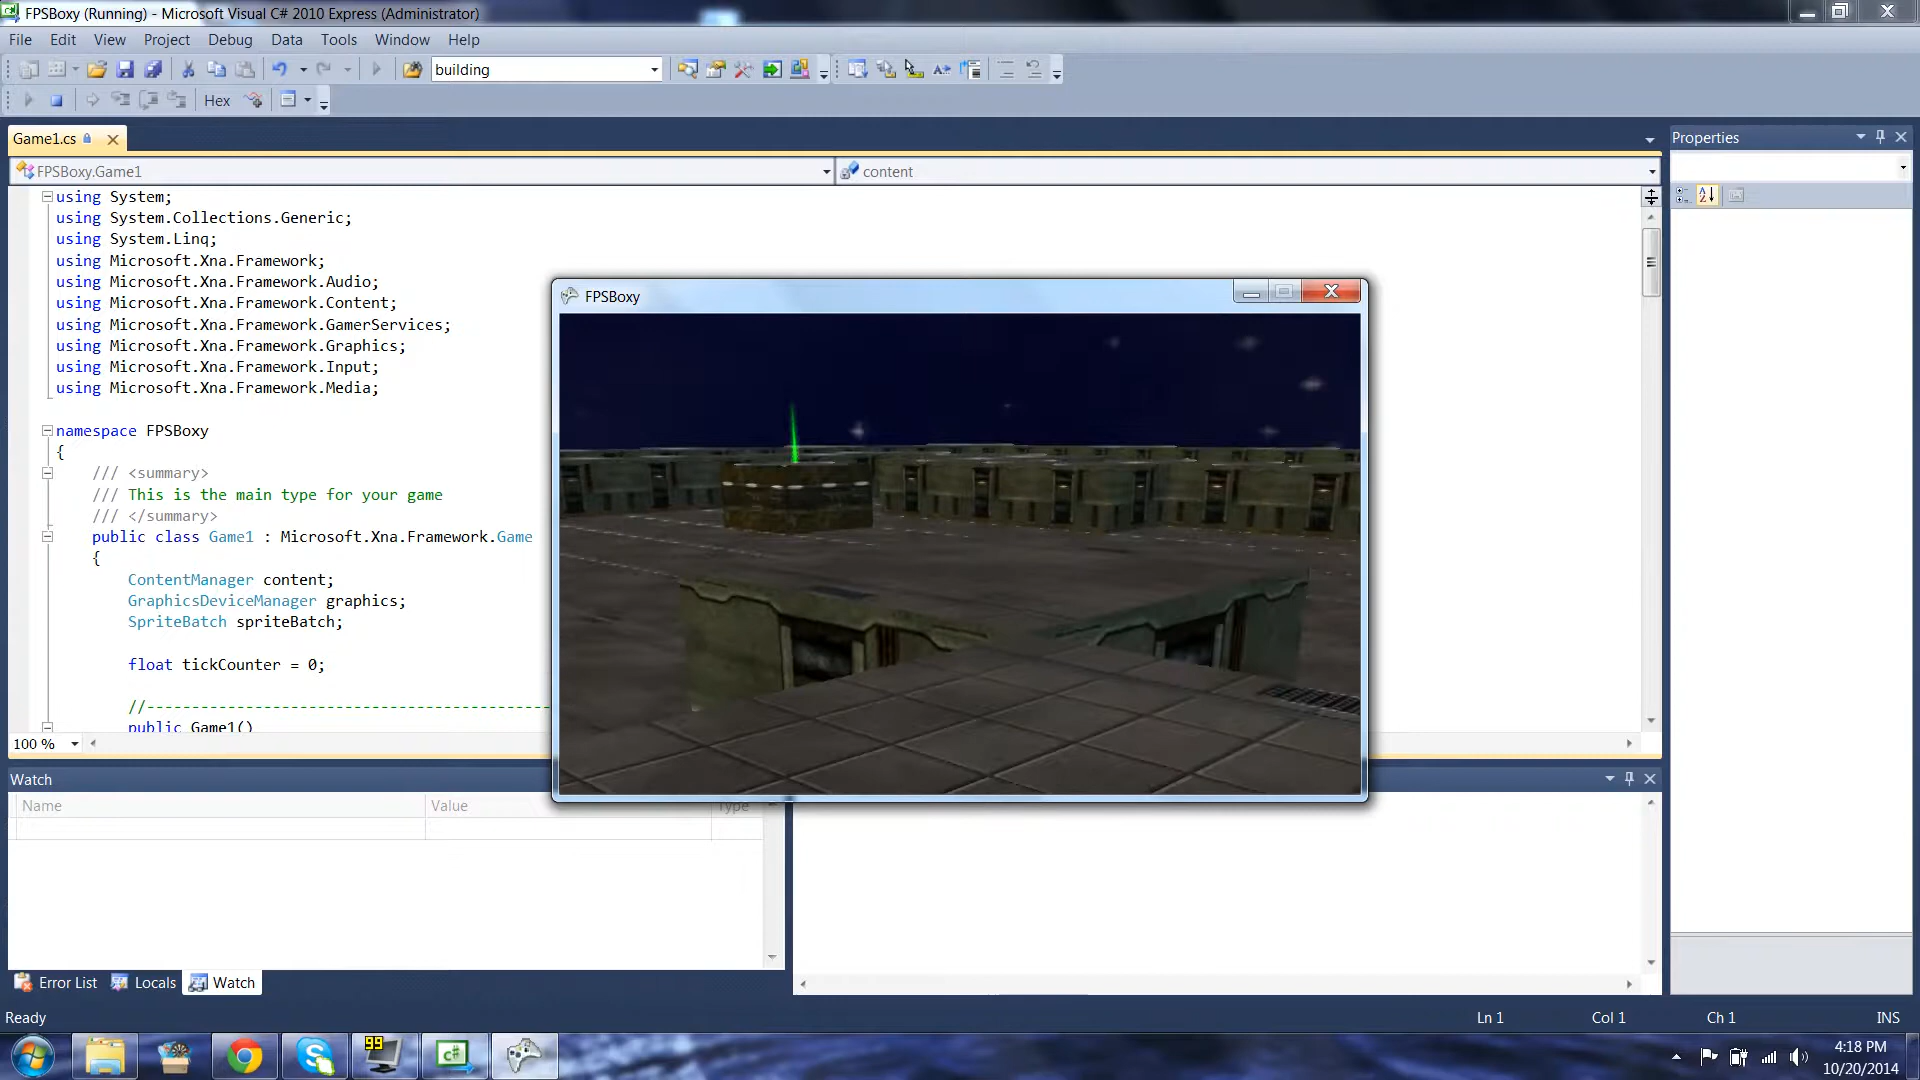 FPSBoxy (Running) - Microsoft Visual C# 2010 Express (Administrator)
File Edit View Project Debug Data Tools Window Help
building
Hex
Game1.cs
Properties
FPSBoxy.Game1
content
using System;
using System.Collections.Generic;
using System.Linq;
using Microsoft.Xna.Framework;
using Microsoft.Xna.Framework.Audio;
using Microsoft.Xna.Framework.Content;
using Microsoft.Xna.Framework.GamerServices;
using Microsoft.Xna.Framework.Graphics;
using Microsoft.Xna.Framework.Input;
using Microsoft.Xna.Framework.Media;
namespace FPSBoxy
{
/// <summary>
/// This is the main type for your game
/// </summary>
public class Game1 : Microsoft.Xna.Framework.Game
{
ContentManager content;
GraphicsDeviceManager graphics;
SpriteBatch spriteBatch;
float tickCounter = 0;
//---------------------------------------------
public Game1()
FPSBoxy
100 %
Watch
Name Value Type
Error List Locals Watch
Ready Ln 1 Col 1 Ch 1 INS
99
C#
4:18 PM
10/20/2014